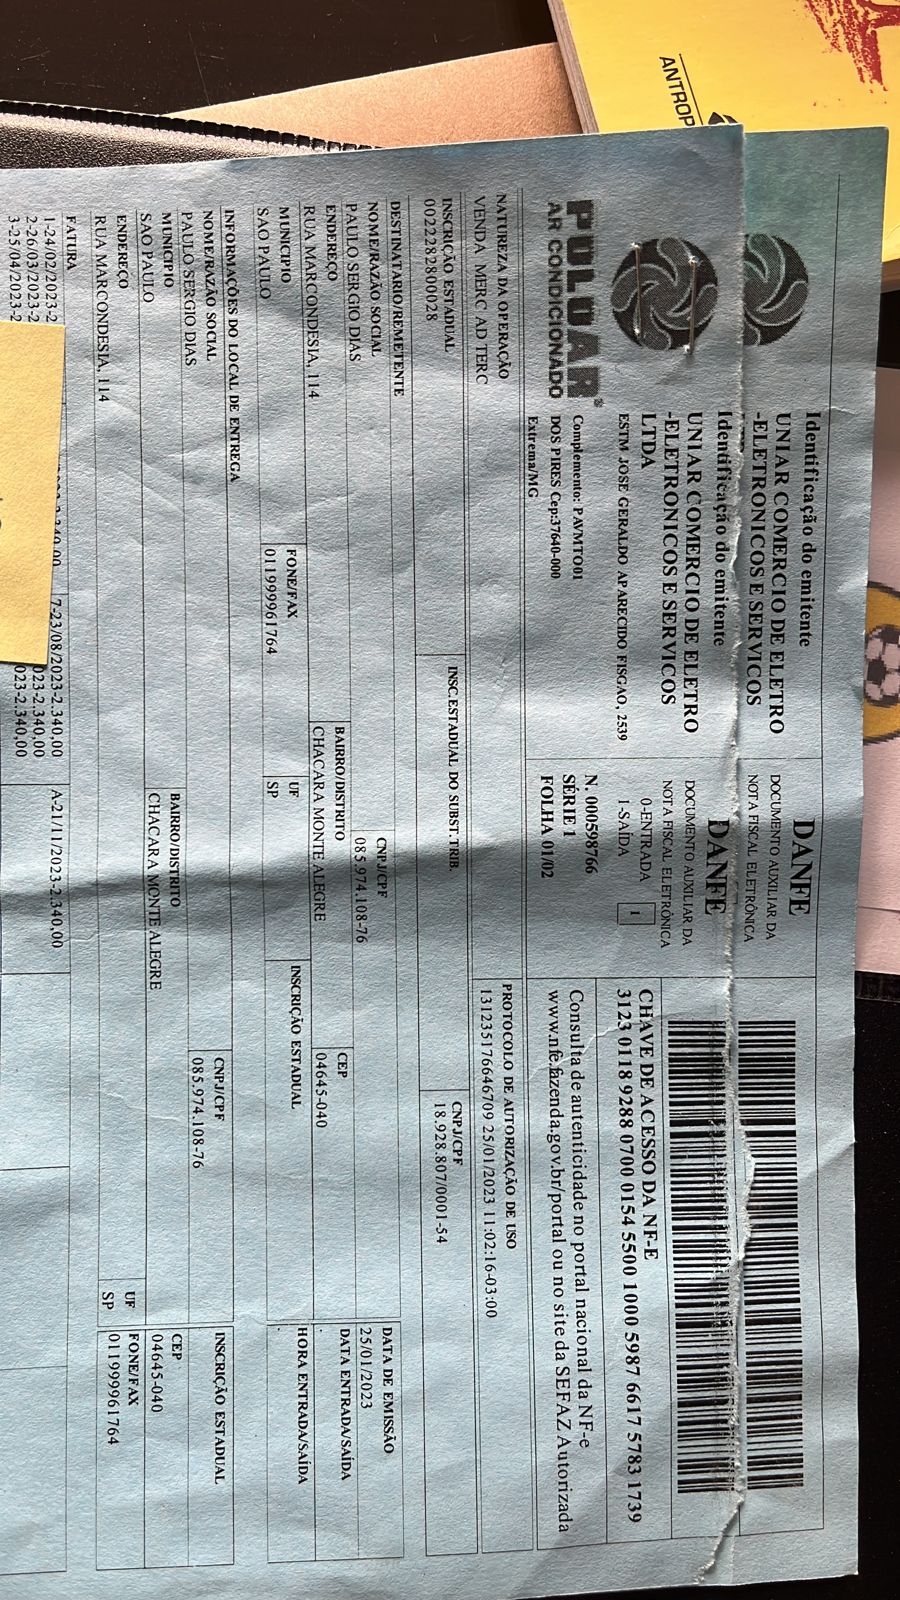 ANTROP
Identificação do emitente
UNIAR COMERCIO DE ELETRO
-ELETRONICOS E SERVICOS
DANFE
DOCUMENTO AUXILIAR DA
NOTA FISCAL ELETRÔNICA
Identificação do emitente
UNIAR COMERCIO DE ELETRO
-ELETRONICOS E SERVICOS
LTDA
ESTM JOSE GERALDO APARECIDO FISGAO, 2539
Complemento: PAVMTO01
DOS PIRES Cep:37640-000
Extrema/MG
POLOAR
AR CONDICIONADO
DANFE
DOCUMENTO AUXILIAR DA
NOTA FISCAL ELETRÔNICA
0-ENTRADA
1-SAÍDA
1
N. 000598766
SÉRIE 1
FOLHA 01/02
CHAVE DE ACESSO DA NF-E
3123 0118 9288 0700 0154 5500 1000 5987 6617 5783 1739
Consulta de autenticidade no portal nacional da NF-e
www.nfe.fazenda.gov.br/portal ou no site da SEFAZ Autorizada
NATUREZA DA OPERAÇÃO
VENDA MERC AD TERC
PROTOCOLO DE AUTORIZAÇÃO DE USO
131235176646709 25/01/2023 11:02:16-03:00
INSCRIÇÃO ESTADUAL
0022282800028
INSC.ESTADUAL DO SUBST.TRIB.
CNPJ/CPF
18.928.807/0001-54
DESTINATARIO/REMETENTE
NOME/RAZÃO SOCIAL
PAULO SERGIO DIAS
CNPJ/CPF
085.974.108-76
DATA DE EMISSÃO
25/01/2023
ENDEREÇO
RUA MARCONDESIA, 114
BAIRRO/DISTRITO
CHACARA MONTE ALEGRE
CEP
04645-040
DATA ENTRADA/SAÍDA
.
MUNICIPIO
SAO PAULO
FONE/FAX
011999961764
UF
SP
INSCRIÇÃO ESTADUAL
HORA ENTRADA/SAÍDA
.
INFORMAÇÕES DO LOCAL DE ENTREGA
NOME/RAZÃO SOCIAL
PAULO SERGIO DIAS
CNPJ/CPF
085.974.108-76
INSCRIÇÃO ESTADUAL
MUNICIPIO
SAO PAULO
BAIRRO/DISTRITO
CHACARA MONTE ALEGRE
CEP
04645-040
ENDEREÇO
RUA MARCONDESIA, 114
UF
SP
FONE/FAX
011999961764
FATURA
1-24/02/2023-2
7-23/08/2023-2.340,00
A-21/11/2023-2.340,00
2-26/03/2023-2
023-2.340,00
3-25/04/2023-2
023-2.340,00